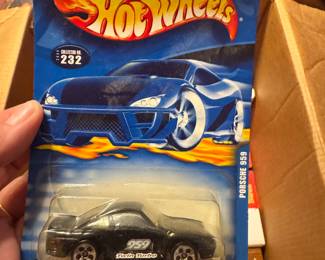 Hot Wheels
COLLECTOR NO.
232
PORSCHE 959
959
Twin Turbo